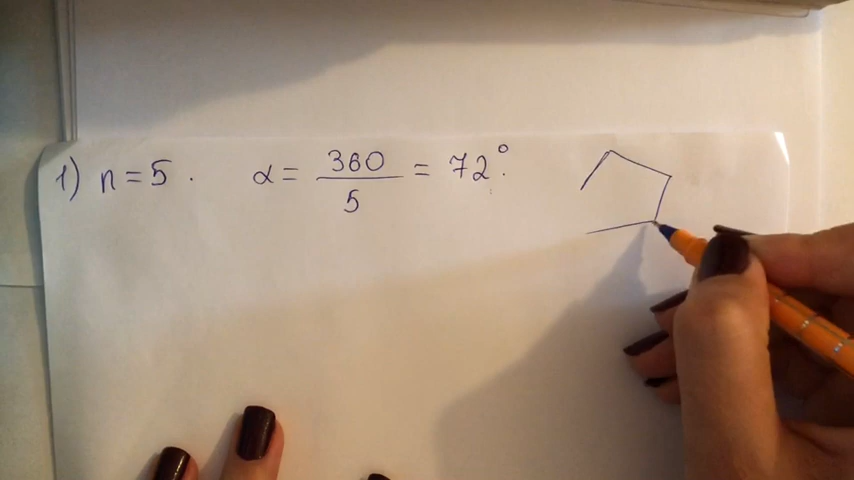 1) n = 5 . α = 360/5 = 72°.